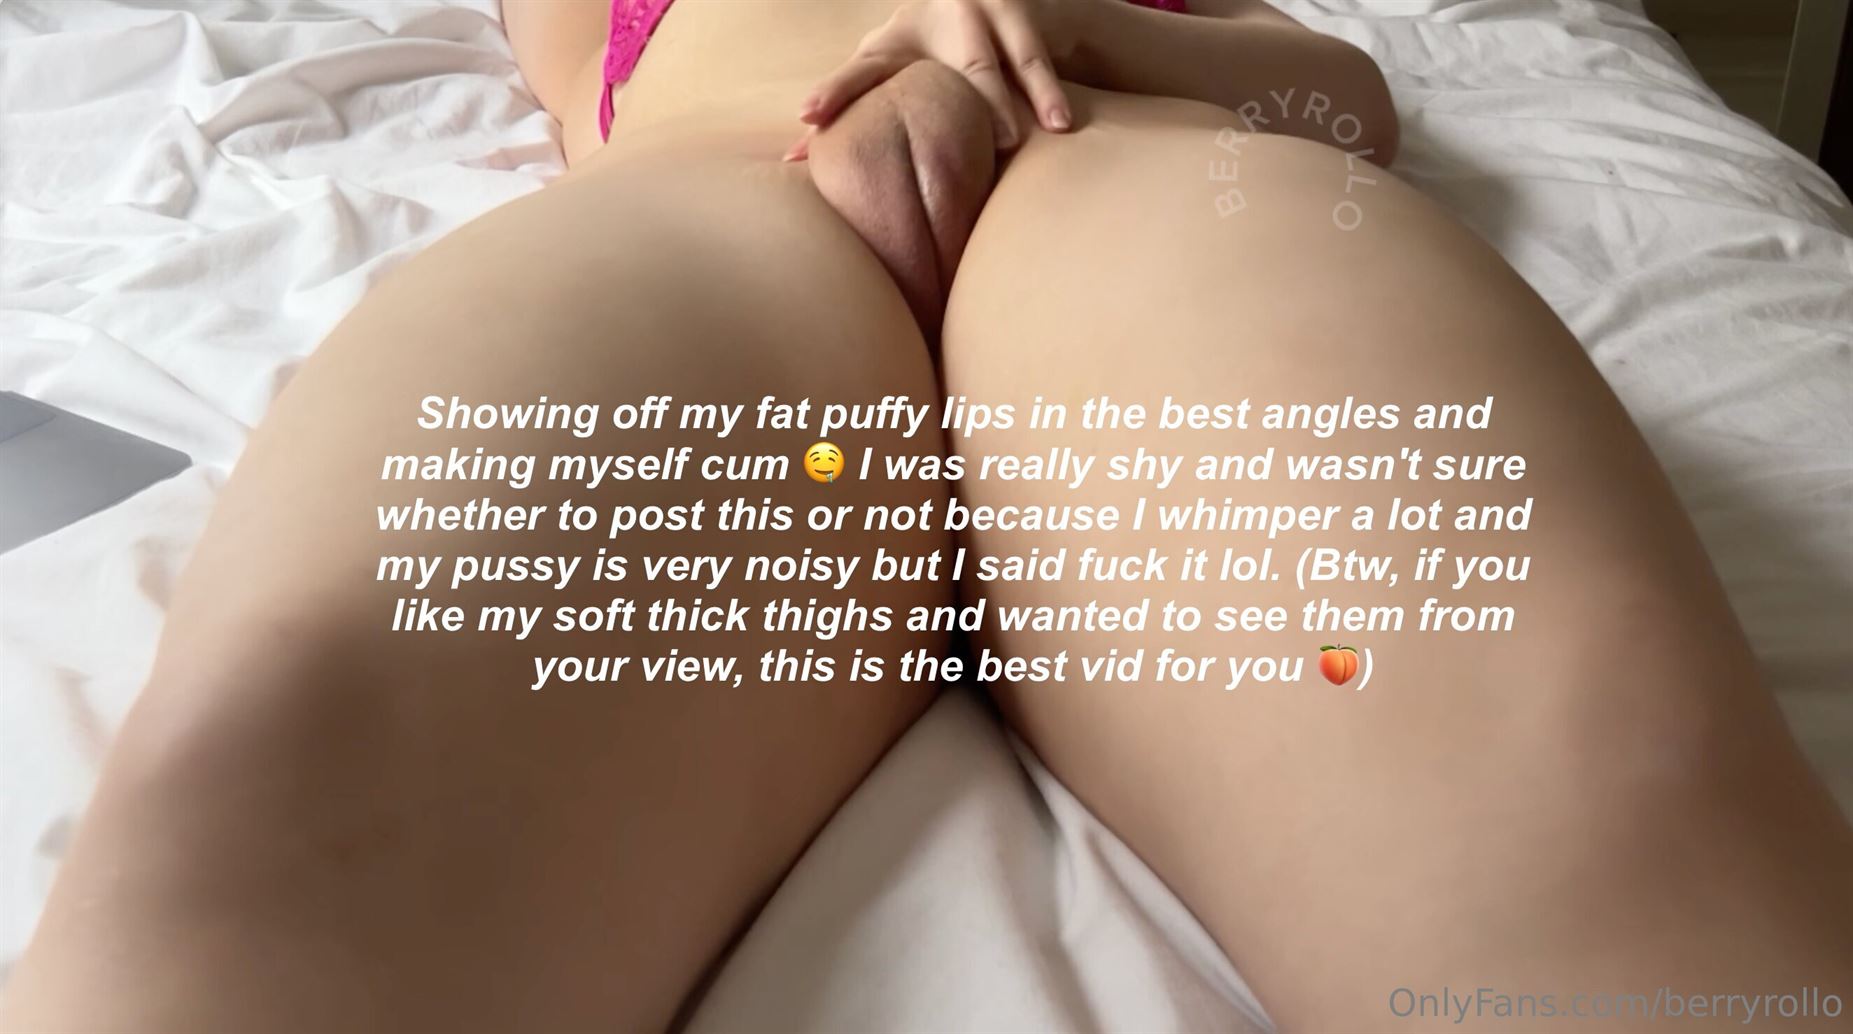 BERRYROLLO
Showing off my fat puffy lips in the best angles and
making myself cum 🤤 I was really shy and wasn't sure
whether to post this or not because I whimper a lot and
my pussy is very noisy but I said fuck it lol. (Btw, if you
like my soft thick thighs and wanted to see them from
your view, this is the best vid for you 🍑)
OnlyFans.com/berryrollo